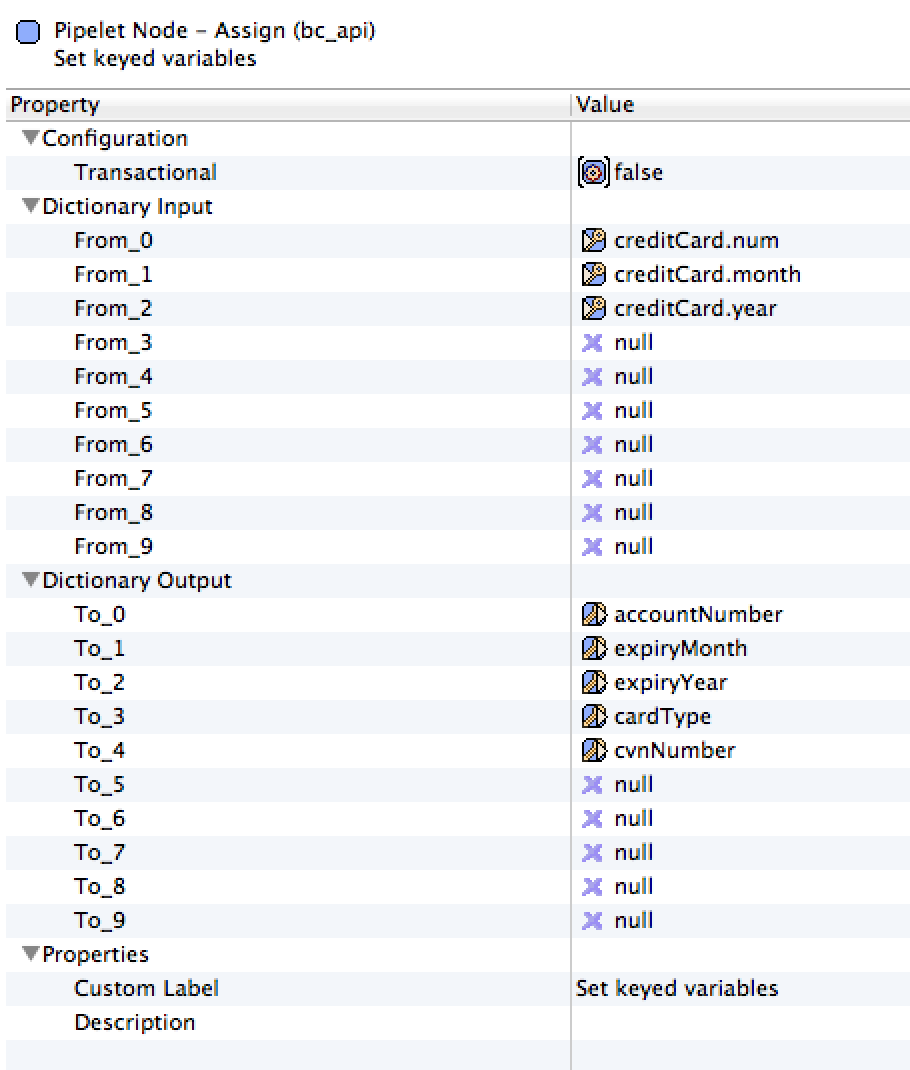 Pipelet Node – Assign (bc_api)
Set keyed variables
Property Value
Configuration
Transactional false
Dictionary Input
From_0 creditCard.num
From_1 creditCard.month
From_2 creditCard.year
From_3 null
From_4 null
From_5 null
From_6 null
From_7 null
From_8 null
From_9 null
Dictionary Output
To_0 accountNumber
To_1 expiryMonth
To_2 expiryYear
To_3 cardType
To_4 cvnNumber
To_5 null
To_6 null
To_7 null
To_8 null
To_9 null
Properties
Custom Label Set keyed variables
Description